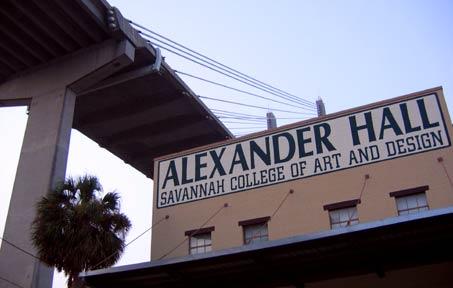 ALEXANDER HALL
SAVANNAH COLLEGE OF ART AND DESIGN